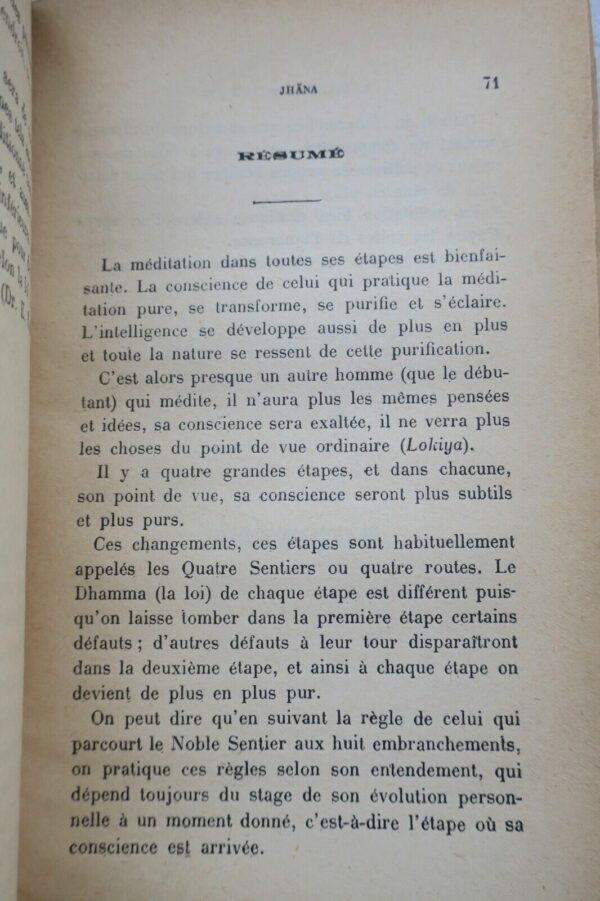 JHĀNA 71
RÉSUMÉ
La méditation dans toutes ses étapes est bienfai-
sante. La conscience de celui qui pratique la médi-
tation pure, se transforme, se purifie et s'éclaire.
L'intelligence se développe aussi de plus en plus
et toute la nature se ressent de cette purification.
C'est alors presque un autre homme (que le débu-
tant) qui médite, il n'aura plus les mêmes pensées
et idées, sa conscience sera exaltée, il ne verra plus
les choses du point de vue ordinaire (Lokiya).
Il y a quatre grandes étapes, et dans chacune,
son point de vue, sa conscience seront plus subtils
et plus purs.
Ces changements, ces étapes sont habituellement
appelés les Quatre Sentiers ou quatre routes. Le
Dhamma (la loi) de chaque étape est différent puis-
qu'on laisse tomber dans la première étape certains
défauts ; d'autres défauts à leur tour disparaîtront
dans la deuxième étape, et ainsi à chaque étape on
devient de plus en plus pur.
On peut dire qu'en suivant la règle de celui qui
parcourt le Noble Sentier aux huit embranchements,
on pratique ces règles selon son entendement, qui
dépend toujours du stage de son évolution person-
nelle à un moment donné, c'est-à-dire l'étape où sa
conscience est arrivée.